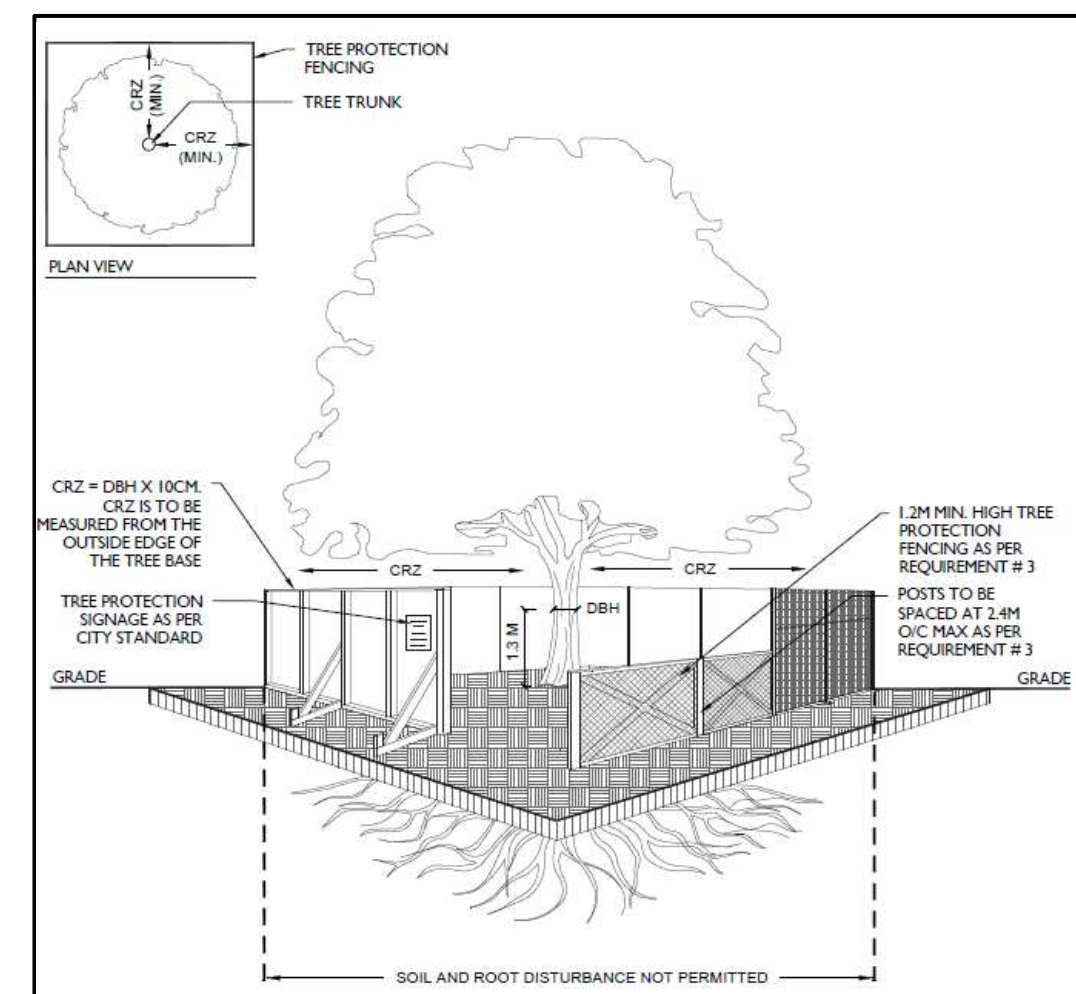 TREE PROTECTION
FENCING
TREE TRUNK
CRZ
(MIN.)
CRZ
(MIN.)
PLAN VIEW
CRZ = DBH X 10CM.
CRZ IS TO BE
MEASURED FROM THE
OUTSIDE EDGE OF
THE TREE BASE
TREE PROTECTION
SIGNAGE AS PER
CITY STANDARD
GRADE
CRZ
CRZ
DBH
1.3 M
1.2M MIN. HIGH TREE
PROTECTION
FENCING AS PER
REQUIREMENT # 3
POSTS TO BE
SPACED AT 2.4M
O/C MAX AS PER
REQUIREMENT # 3
GRADE
SOIL AND ROOT DISTURBANCE NOT PERMITTED